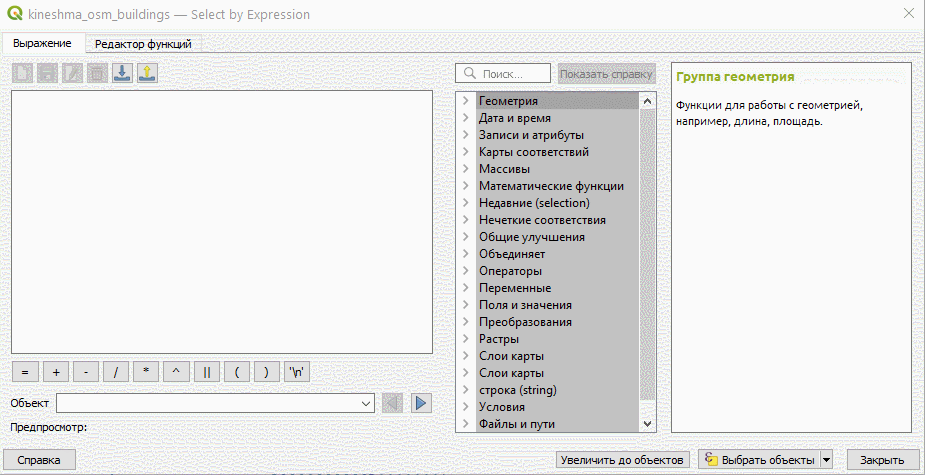 kineshma_osm_buildings — Select by Expression
Выражение
Редактор функций
Поиск...
Показать справку
Геометрия
Дата и время
Записи и атрибуты
Карты соответствий
Массивы
Математические функции
Недавние (selection)
Нечеткие соответствия
Общие улучшения
Объединяет
Операторы
Переменные
Поля и значения
Преобразования
Растры
Слои карты
Слои карты
строка (string)
Условия
Файлы и пути
Группа геометрия
Функции для работы с геометрией,
например, длина, площадь.
= + - / * ^ || ( ) '\n'
Объект
Предпросмотр:
Справка
Увеличить до объектов
Выбрать объекты
Закрыть